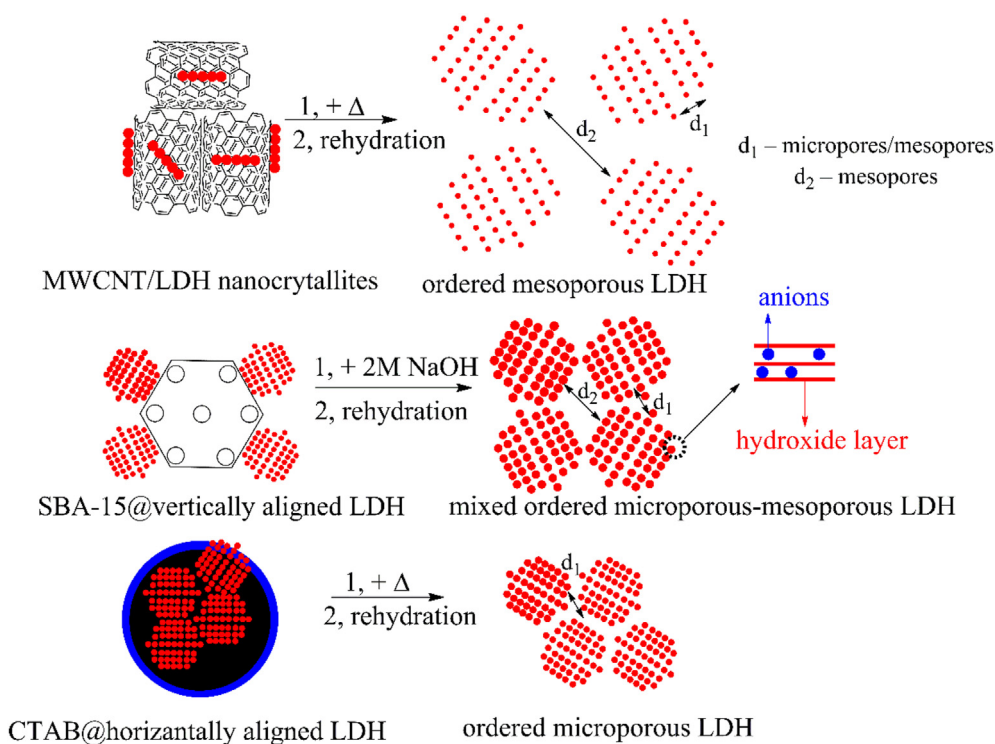 1, + Δ
2, rehydration
d₂
d₁
d₁ – micropores/mesopores
d₂ – mesopores
MWCNT/LDH nanocrytallites
ordered mesoporous LDH
anions
1, + 2M NaOH
2, rehydration
d₂
d₁
hydroxide layer
SBA-15@vertically aligned LDH
mixed ordered microporous-mesoporous LDH
1, + Δ
2, rehydration
d₁
CTAB@horizantally aligned LDH
ordered microporous LDH